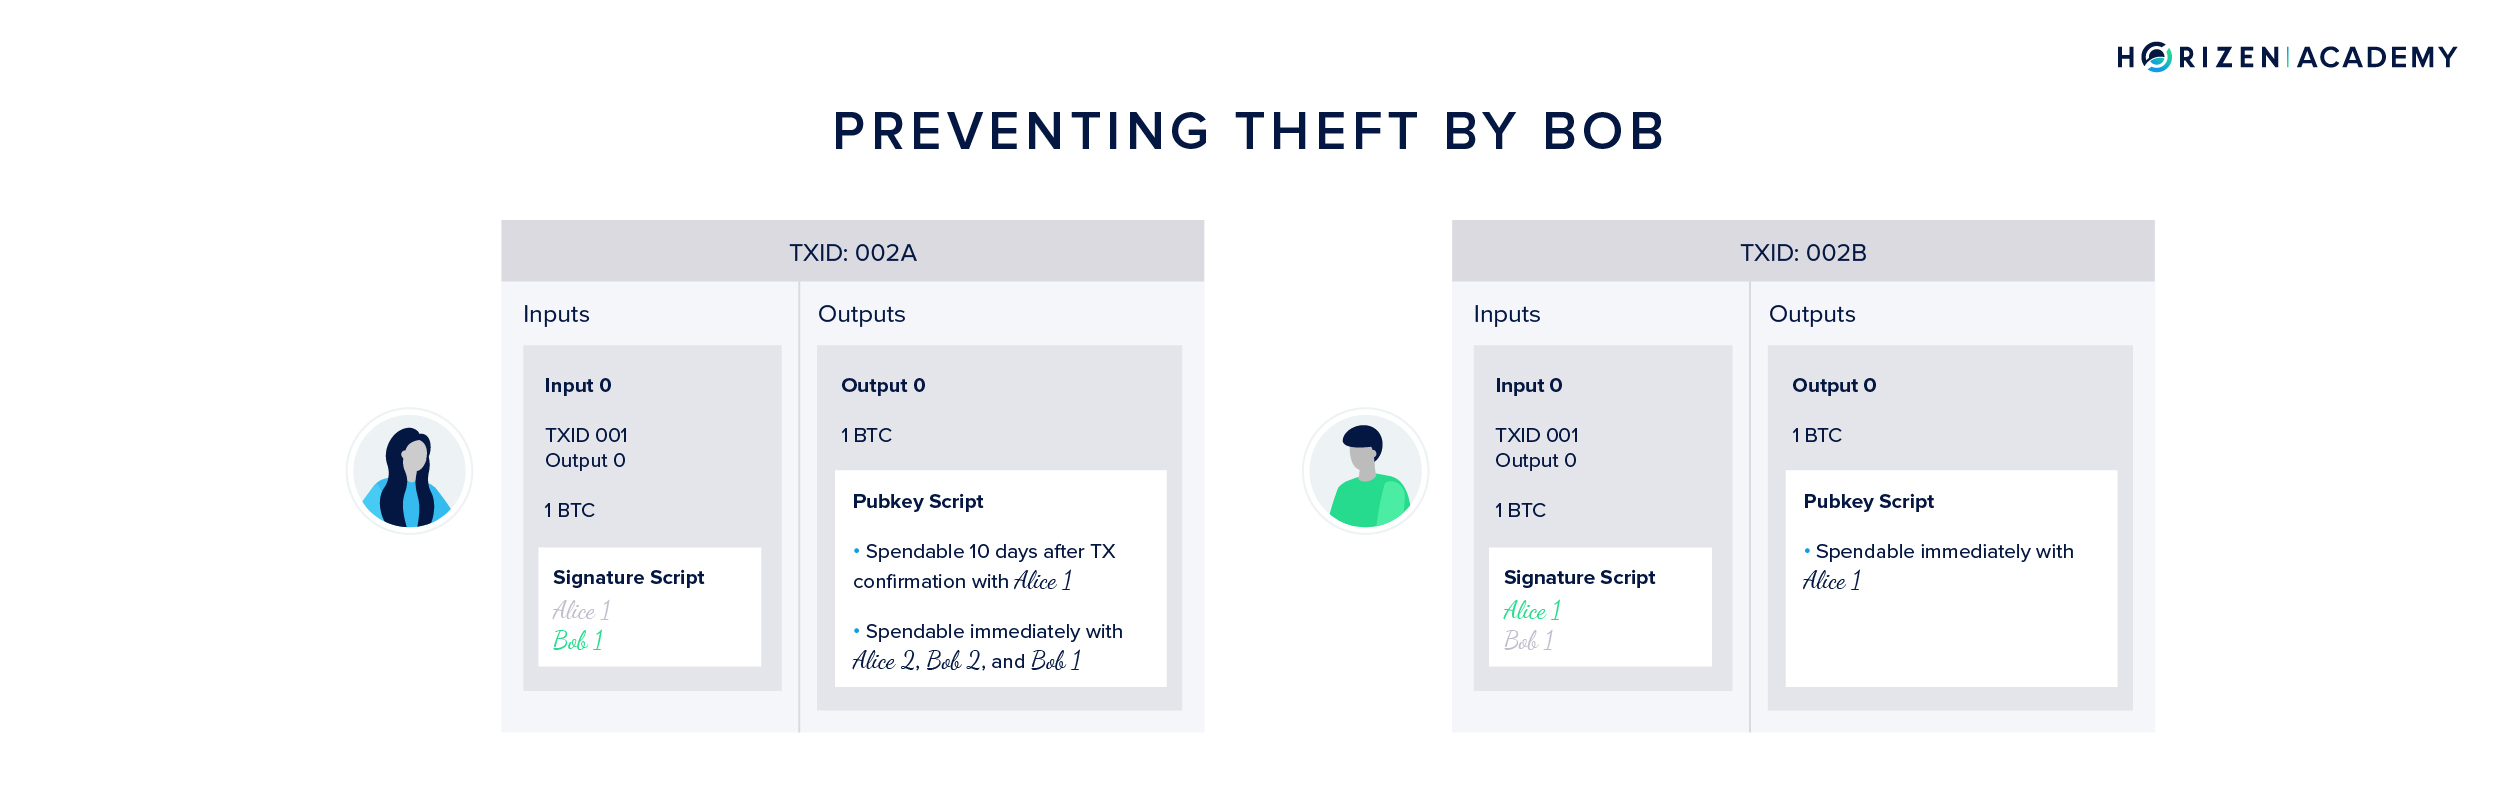 HORIZEN ACADEMY
PREVENTING THEFT BY BOB
TXID: 002A
Inputs
Input 0
TXID 001
Output 0
1 BTC
Signature Script
Alice 1
Bob 1
Outputs
Output 0
1 BTC
Pubkey Script
• Spendable 10 days after TX
confirmation with Alice 1
• Spendable immediately with
Alice 2, Bob 2, and Bob 1
TXID: 002B
Inputs
Input 0
TXID 001
Output 0
1 BTC
Signature Script
Alice 1
Bob 1
Outputs
Output 0
1 BTC
Pubkey Script
• Spendable immediately with
Alice 1